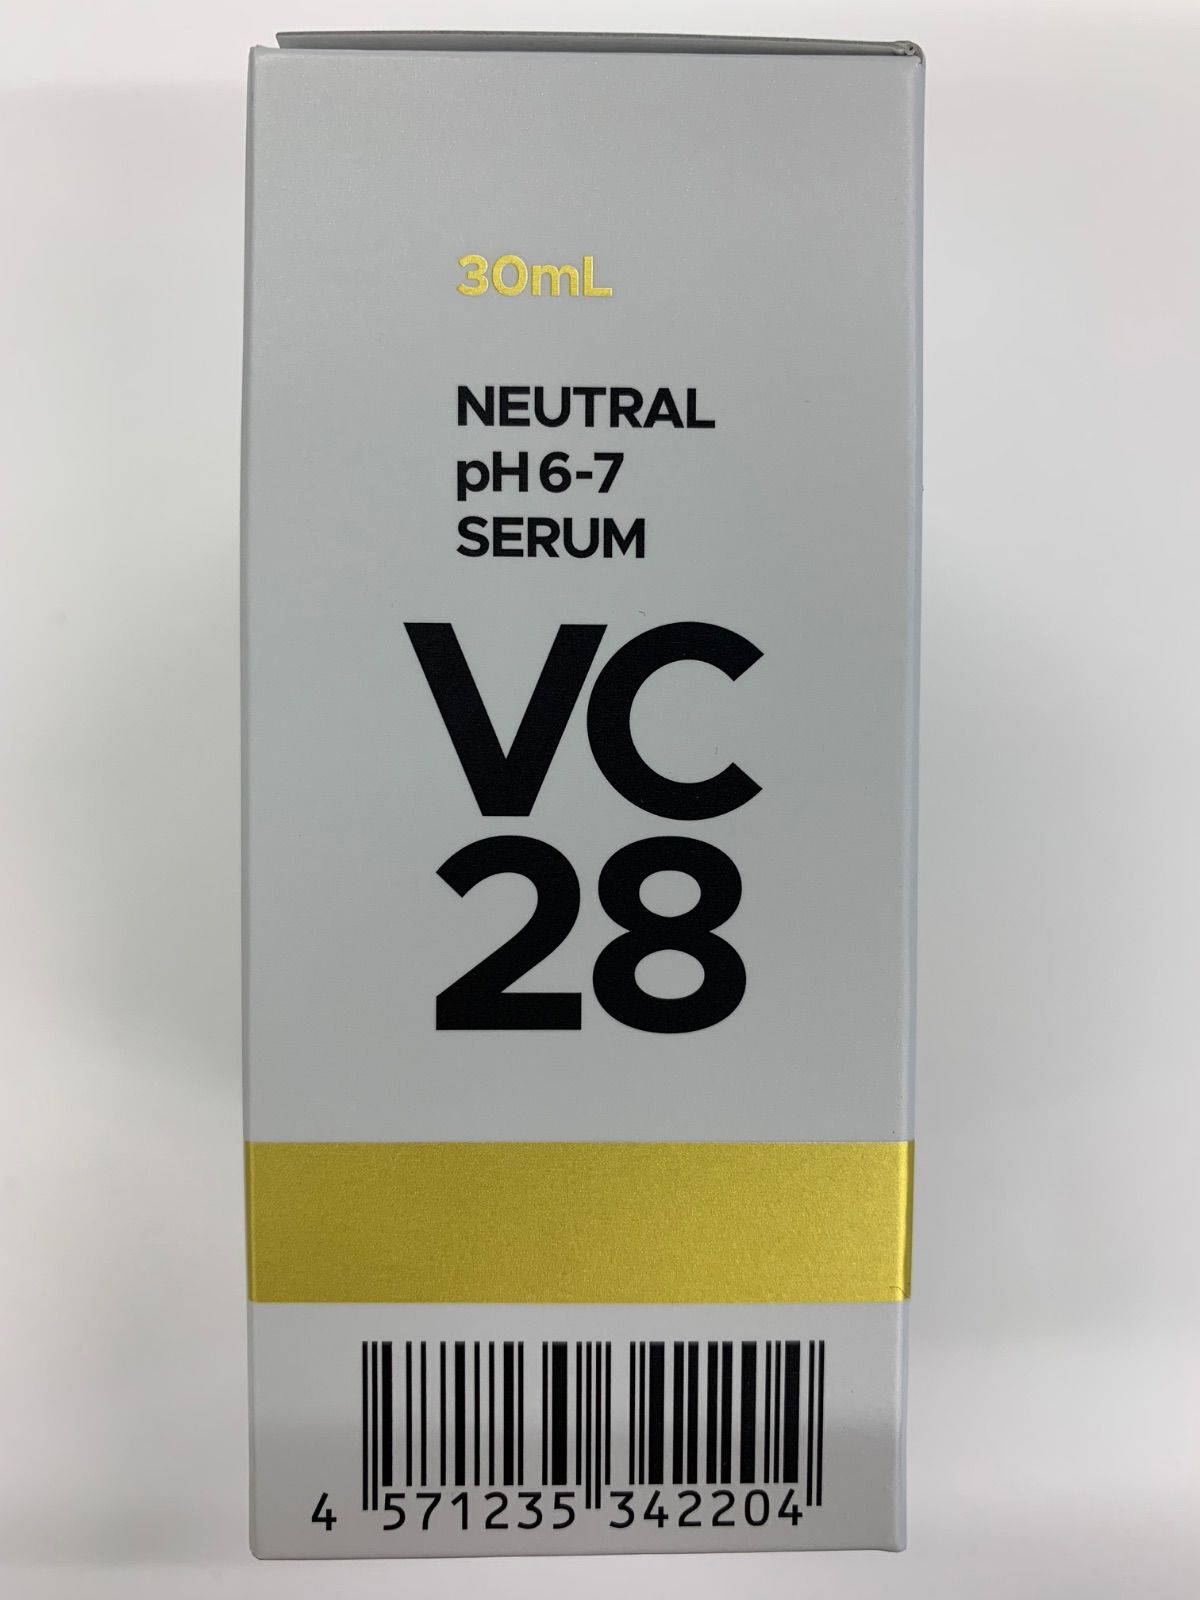 30mL
NEUTRAL
pH 6-7
SERUM
VC
28
4 571235 342204